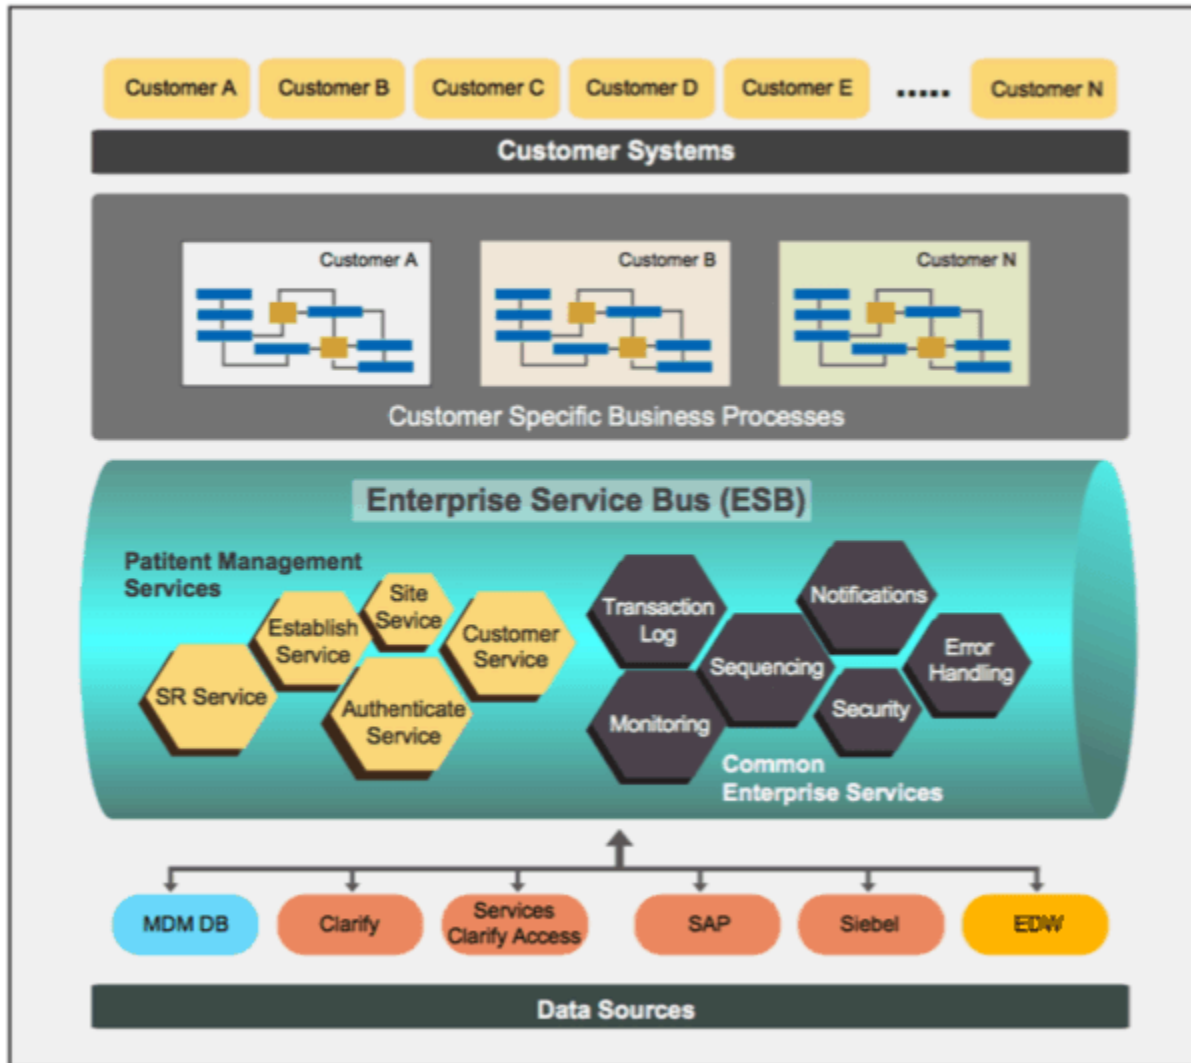 Customer A
Customer B
Customer C
Customer D
Customer E
.....
Customer N
Customer Systems
Customer A
Customer B
Customer N
Customer Specific Business Processes
Enterprise Service Bus (ESB)
Patitent Management
Services
SR Service
Establish
Service
Site
Sevice
Authenticate
Service
Customer
Service
Transaction
Log
Monitoring
Sequencing
Notifications
Security
Error
Handling
Common
Enterprise Services
MDM DB
Clarify
Services
Clarify Access
SAP
Siebel
EDW
Data Sources